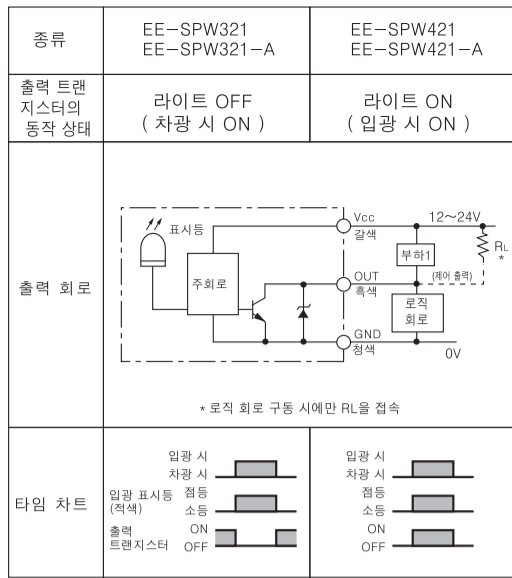 종류
EE-SPW321
EE-SPW321-A
EE-SPW421
EE-SPW421-A
출력 트랜
지스터의
동작 상태
라이트 OFF
( 차광 시 ON )
라이트 ON
( 입광 시 ON )
출력 회로
표시등
주회로
Vcc
갈색
12~24V
부하1
RL
*
OUT
흑색
(제어 출력)
로직
회로
GND
청색
0V
* 로직 회로 구동 시에만 RL을 접속
타임 차트
입광 시
차광 시
입광 표시등
(적색)
점등
소등
출력
트랜지스터
ON
OFF
입광 시
차광 시
점등
소등
ON
OFF